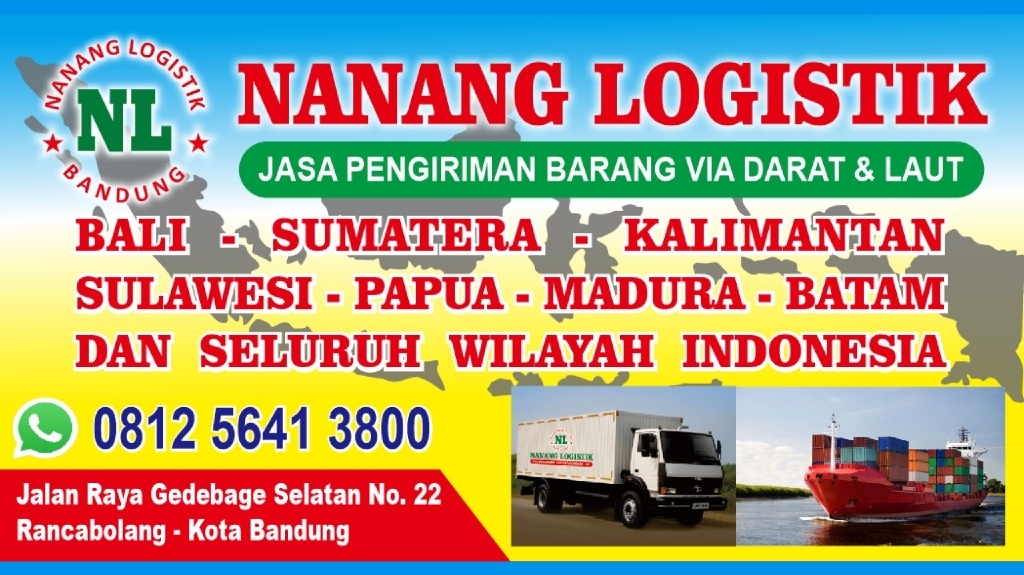 NANANG LOGISTIK
NL
BANDUNG
NANANG LOGISTIK
JASA PENGIRIMAN BARANG VIA DARAT & LAUT
BALI - SUMATERA - KALIMANTAN
SULAWESI - PAPUA - MADURA - BATAM
DAN SELURUH WILAYAH INDONESIA
0812 5641 3800
Jalan Raya Gedebage Selatan No. 22
Rancabolang - Kota Bandung
NL
NANANG LOGISTIK